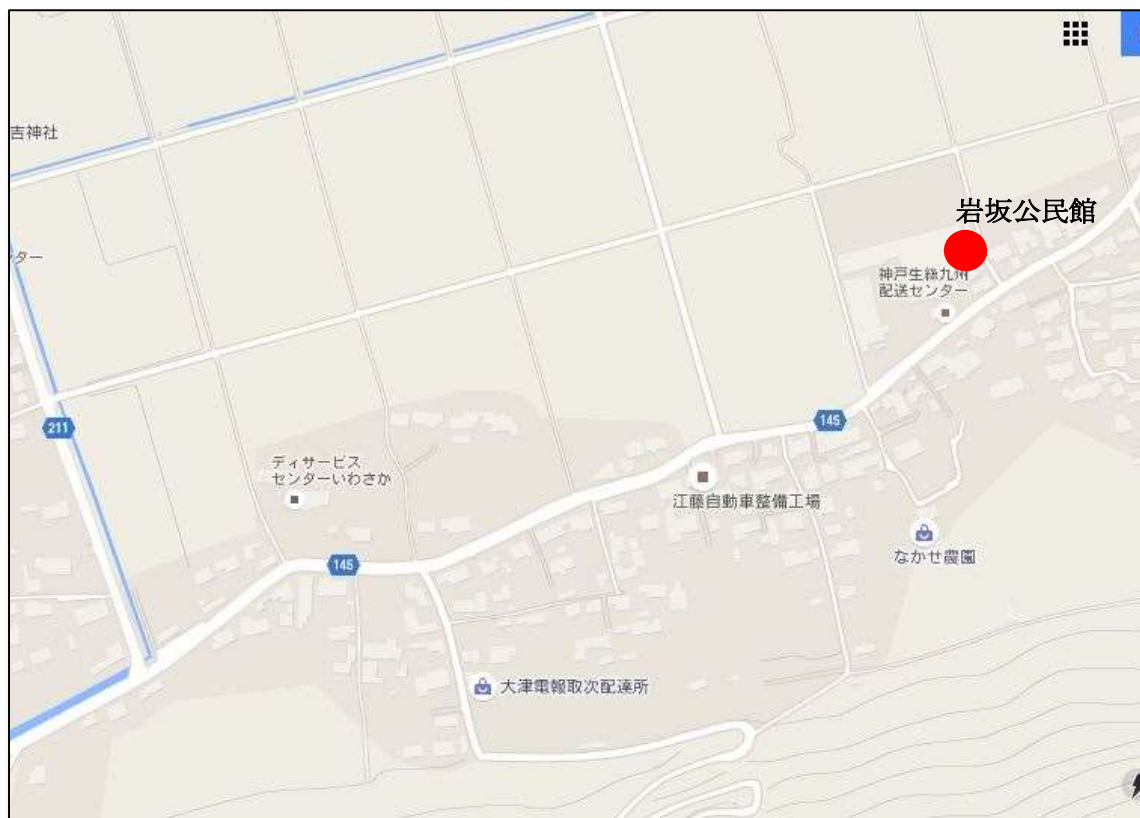 吉神社
岩坂公民館
ター
神戸生絲九州
配送センター
211
145
ディサービス
センターいわさか
江藤自動車整備工場
なかせ農園
145
大津電報取次配達所